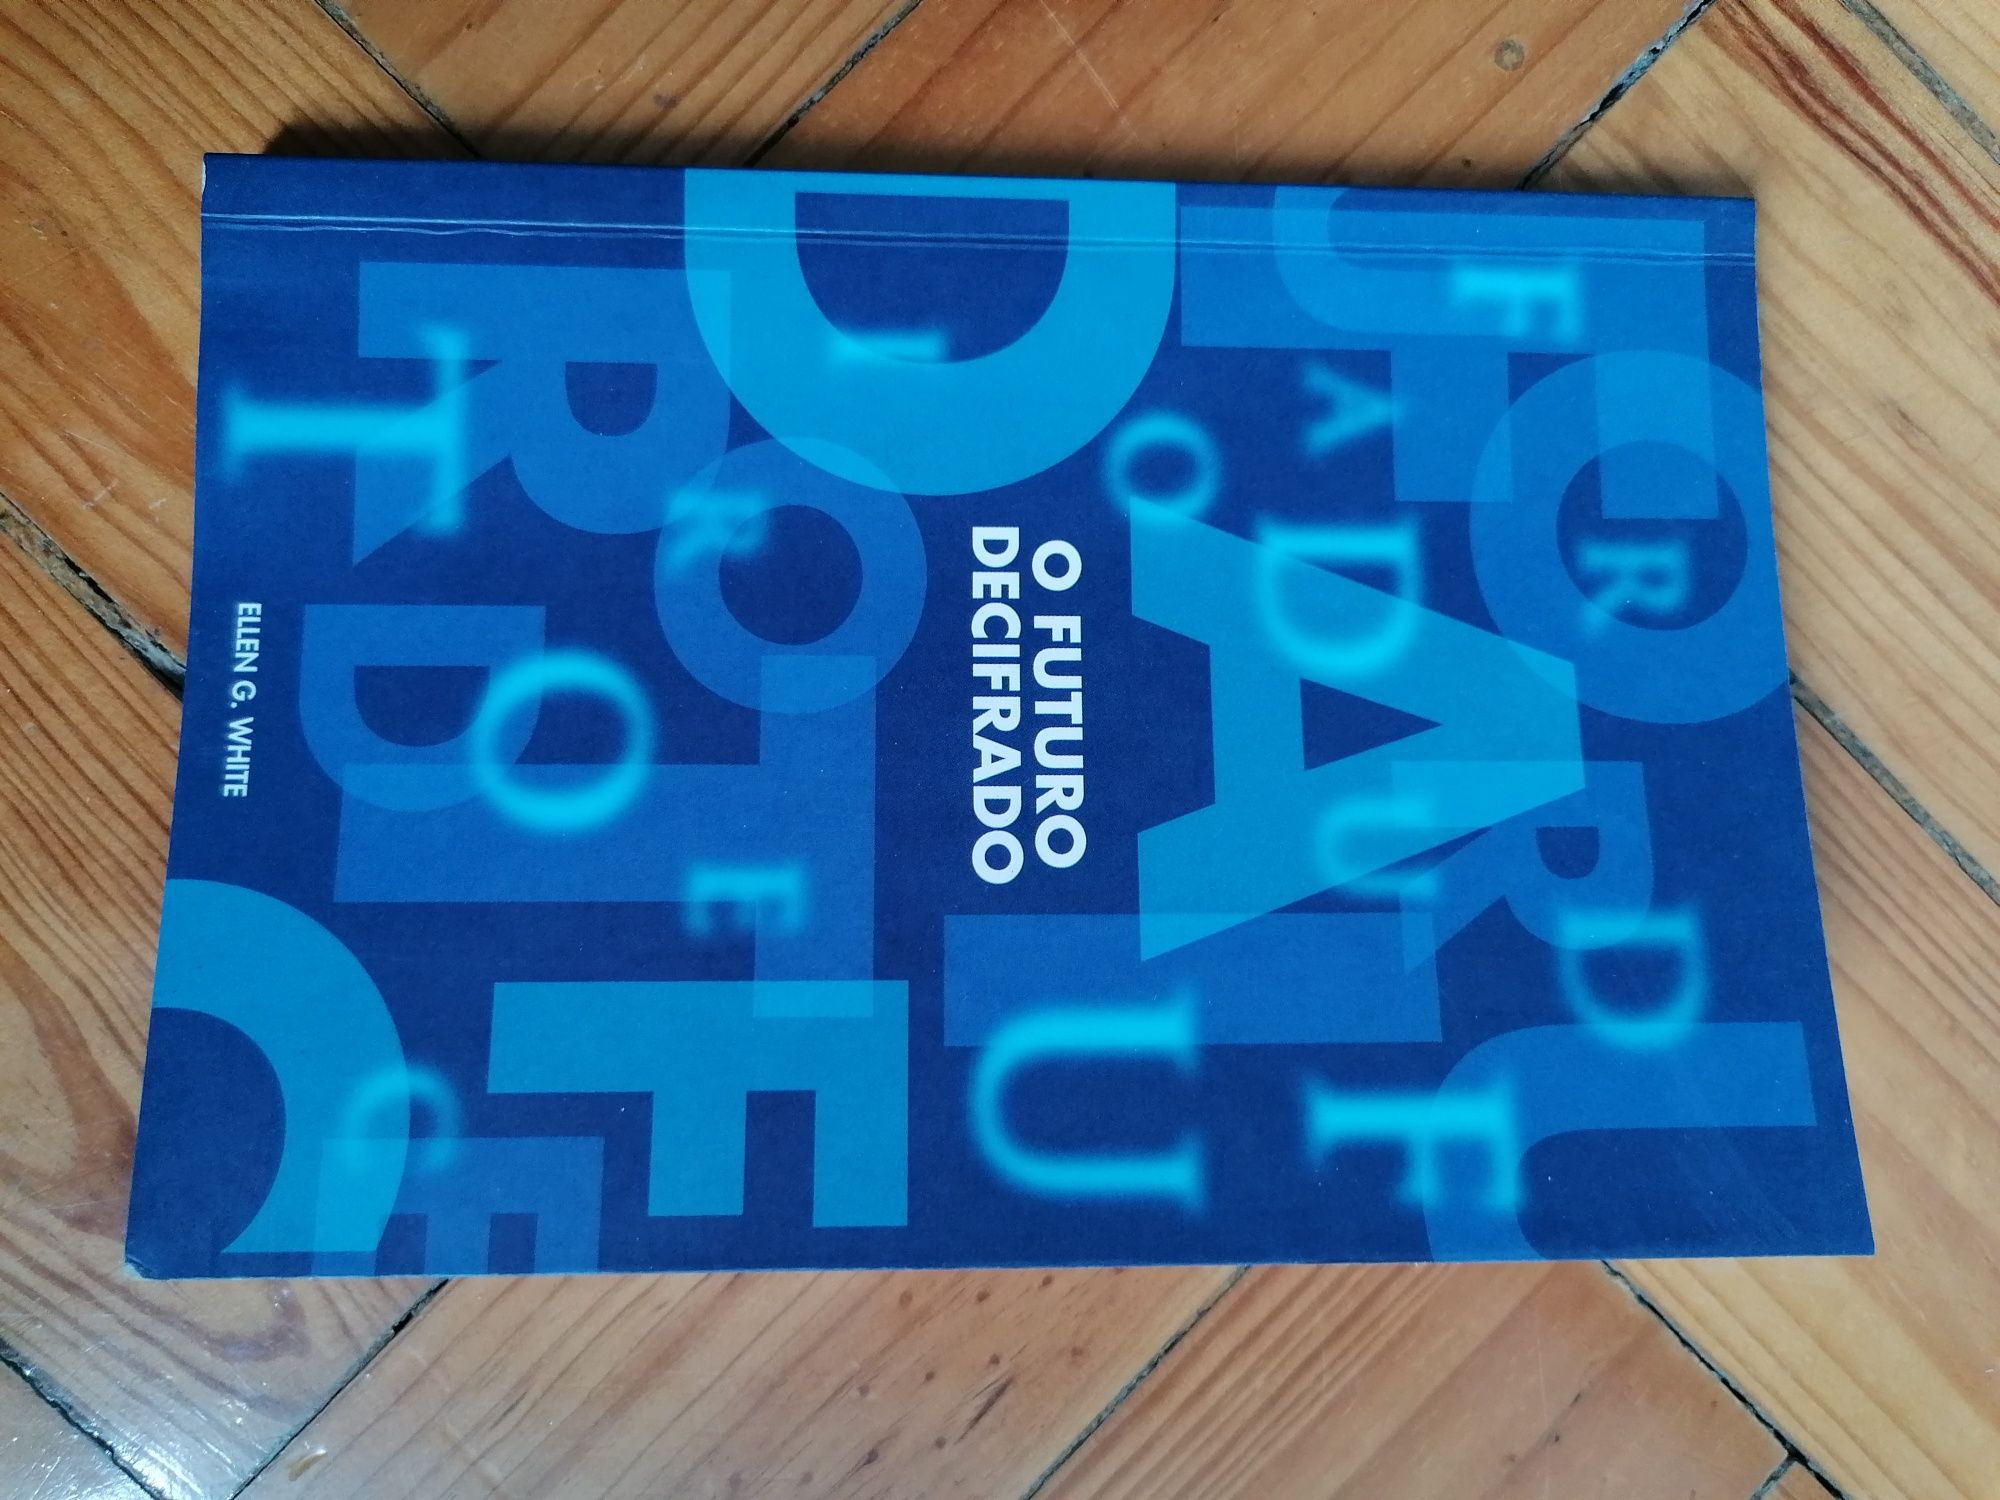 O FUTURO
DECIFRADO
ELLEN G. WHITE